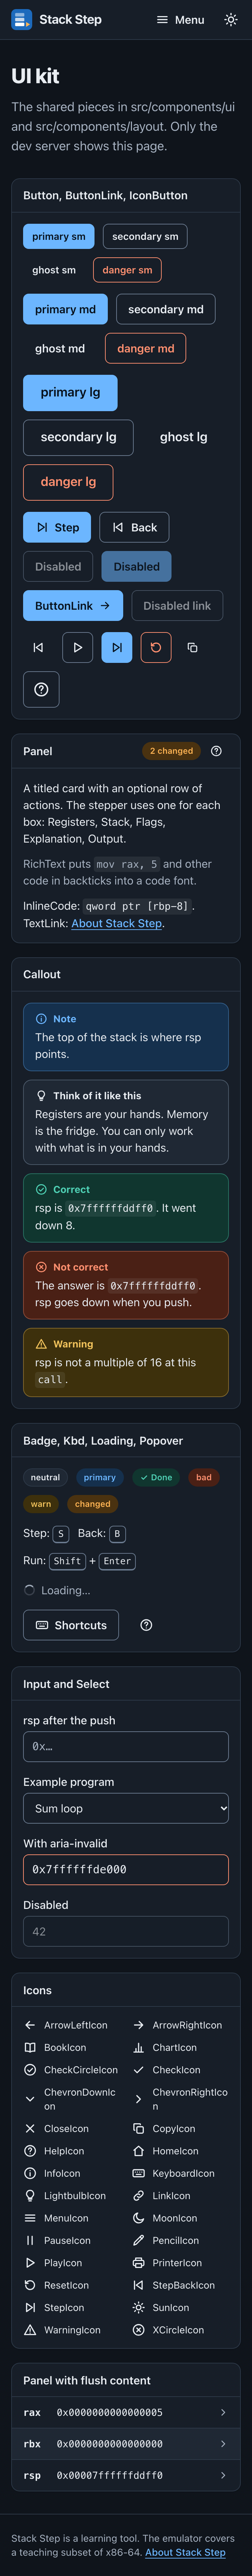 Stack Step
Menu
UI kit
The shared pieces in src/components/ui
and src/components/layout. Only the
dev server shows this page.
Button, ButtonLink, IconButton
primary sm
secondary sm
ghost sm
danger sm
primary md
secondary md
ghost md
danger md
primary lg
secondary lg
ghost lg
danger lg
Step
Back
Disabled
Disabled
ButtonLink
Disabled link
Panel
2 changed
A titled card with an optional row of
actions. The stepper uses one for each
box: Registers, Stack, Flags,
Explanation, Output.
RichText puts mov rax, 5 and other
code in backticks into a code font.
InlineCode: qword ptr [rbp-8].
TextLink: About Stack Step.
Callout
Note
The top of the stack is where rsp
points.
Think of it like this
Registers are your hands. Memory
is the fridge. You can only work
with what is in your hands.
Correct
rsp is 0x7ffffffddff0. It went
down 8.
Not correct
The answer is 0x7ffffffddff0.
rsp goes down when you push.
Warning
rsp is not a multiple of 16 at this
call.
Badge, Kbd, Loading, Popover
neutral
primary
✓ Done
bad
warn
changed
Step: S Back: B
Run: Shift + Enter
Loading…
Shortcuts
Input and Select
rsp after the push
0x…
Example program
Sum loop
With aria-invalid
0x7ffffffde000
Disabled
42
Icons
ArrowLeftIcon
ArrowRightIcon
BookIcon
ChartIcon
CheckCircleIcon
CheckIcon
ChevronDownIc
on
ChevronRightIco
n
CloseIcon
CopyIcon
HelpIcon
HomeIcon
InfoIcon
KeyboardIcon
LightbulbIcon
LinkIcon
MenuIcon
MoonIcon
PauseIcon
PencilIcon
PlayIcon
PrinterIcon
ResetIcon
StepBackIcon
StepIcon
SunIcon
WarningIcon
XCircleIcon
Panel with flush content
rax 0x0000000000000005
rbx 0x0000000000000000
rsp 0x00007ffffffddff0
Stack Step is a learning tool. The emulator covers
a teaching subset of x86-64. About Stack Step